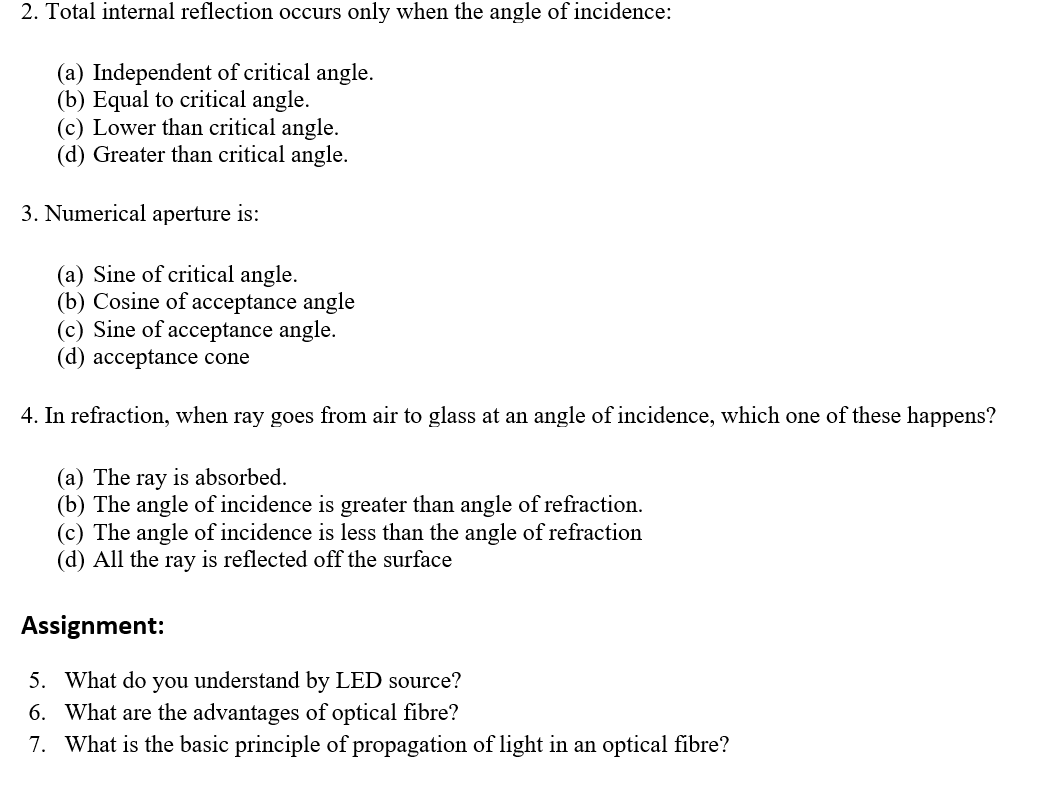 2. Total internal reflection occurs only when the angle of incidence:
(a) Independent of critical angle.
(b) Equal to critical angle.
(c) Lower than critical angle.
(d) Greater than critical angle.
3. Numerical aperture is:
(a) Sine of critical angle.
(b) Cosine of acceptance angle
(c) Sine of acceptance angle.
(d) acceptance cone
4. In refraction, when ray goes from air to glass at an angle of incidence, which one of these happens?
(a) The ray is absorbed.
(b) The angle of incidence is greater than angle of refraction.
(c) The angle of incidence is less than the angle of refraction
(d) All the ray is reflected off the surface
Assignment:
5. What do you understand by LED source?
6. What are the advantages of optical fibre?
7. What is the basic principle of propagation of light in an optical fibre?